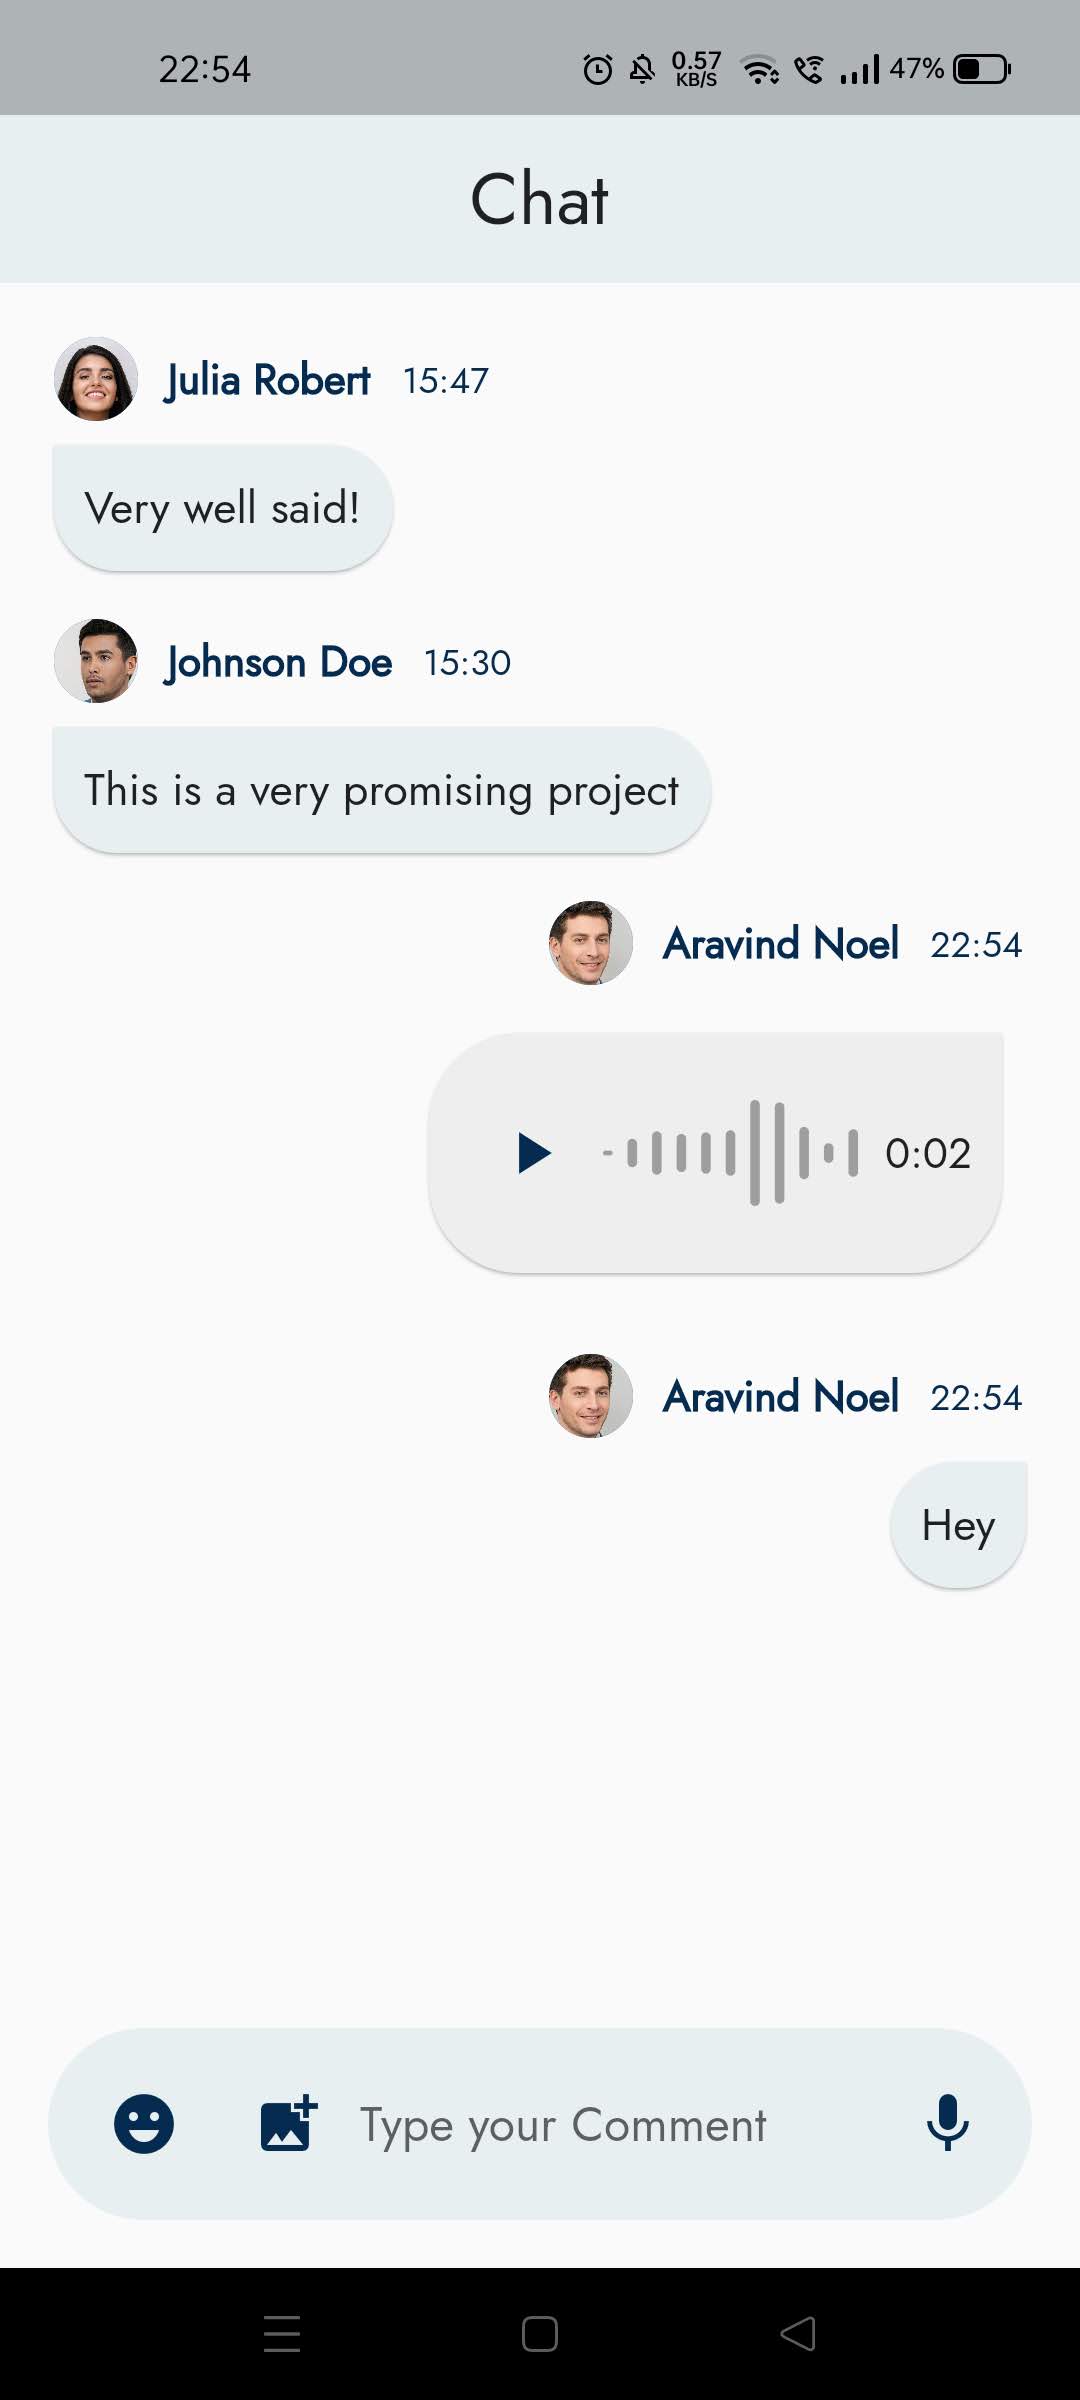 22:54 0.57 KB/S 47%
Chat
Julia Robert 15:47
Very well said!
Johnson Doe 15:30
This is a very promising project
Aravind Noel 22:54
0:02
Aravind Noel 22:54
Hey
Type your Comment